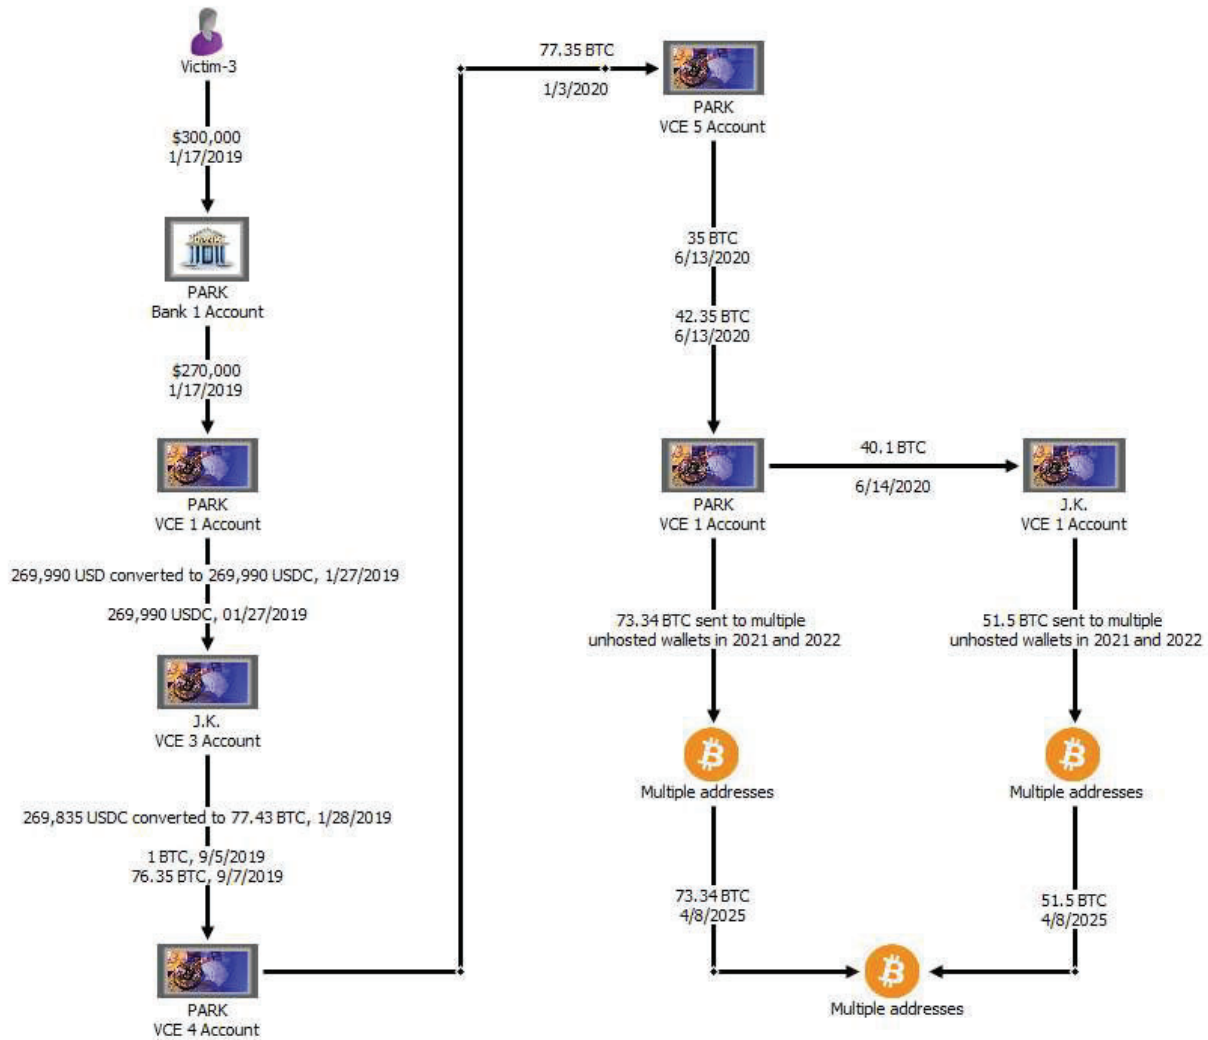 Victim-3
$300,000
1/17/2019
PARK
Bank 1 Account
$270,000
1/17/2019
PARK
VCE 1 Account
269,990 USD converted to 269,990 USDC, 1/27/2019
269,990 USDC, 01/27/2019
J.K.
VCE 3 Account
269,835 USDC converted to 77.43 BTC, 1/28/2019
1 BTC, 9/5/2019
76.35 BTC, 9/7/2019
PARK
VCE 4 Account
77.35 BTC
1/3/2020
PARK
VCE 5 Account
35 BTC
6/13/2020
42.35 BTC
6/13/2020
PARK
VCE 1 Account
40.1 BTC
6/14/2020
J.K.
VCE 1 Account
73.34 BTC sent to multiple
unhosted wallets in 2021 and 2022
51.5 BTC sent to multiple
unhosted wallets in 2021 and 2022
Multiple addresses
Multiple addresses
73.34 BTC
4/8/2025
51.5 BTC
4/8/2025
Multiple addresses